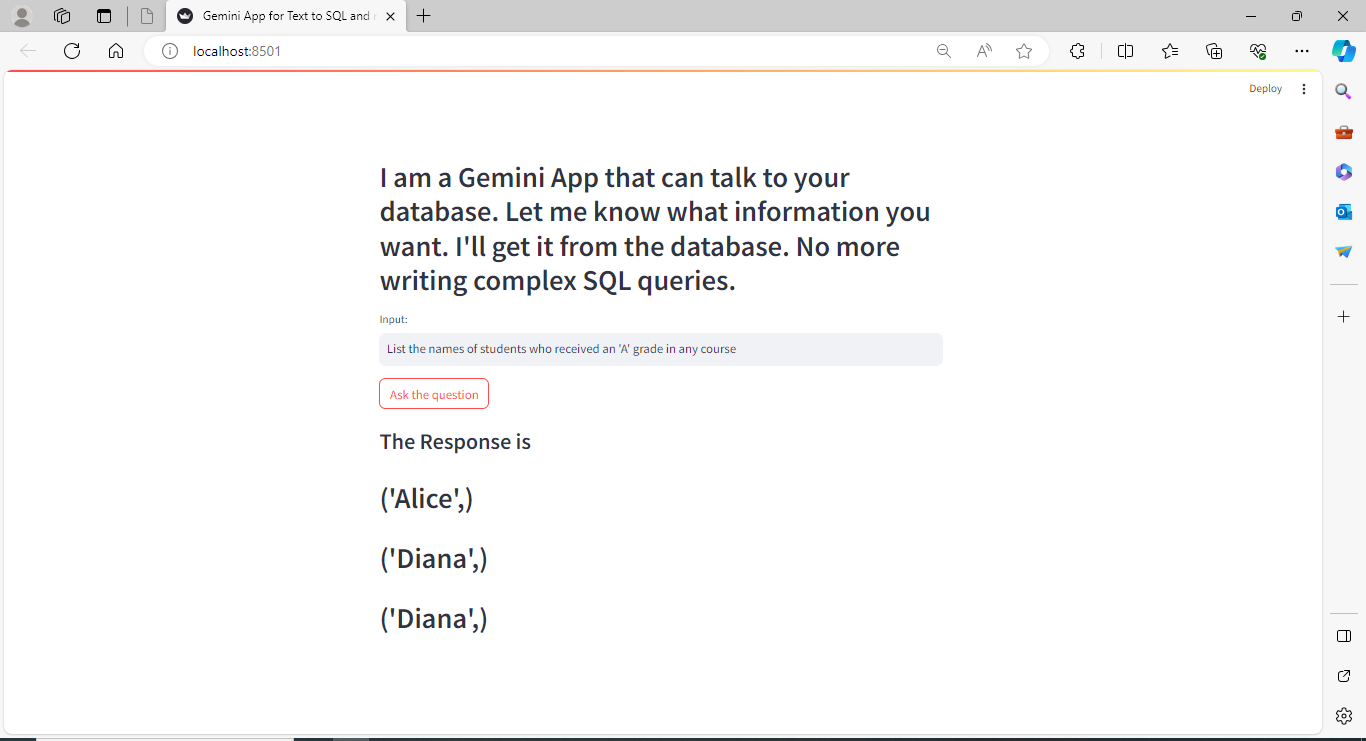 Gemini App for Text to SQL and
localhost:8501
Deploy
I am a Gemini App that can talk to your
database. Let me know what information you
want. I'll get it from the database. No more
writing complex SQL queries.
Input:
List the names of students who received an 'A' grade in any course
Ask the question
The Response is
('Alice',)
('Diana',)
('Diana',)